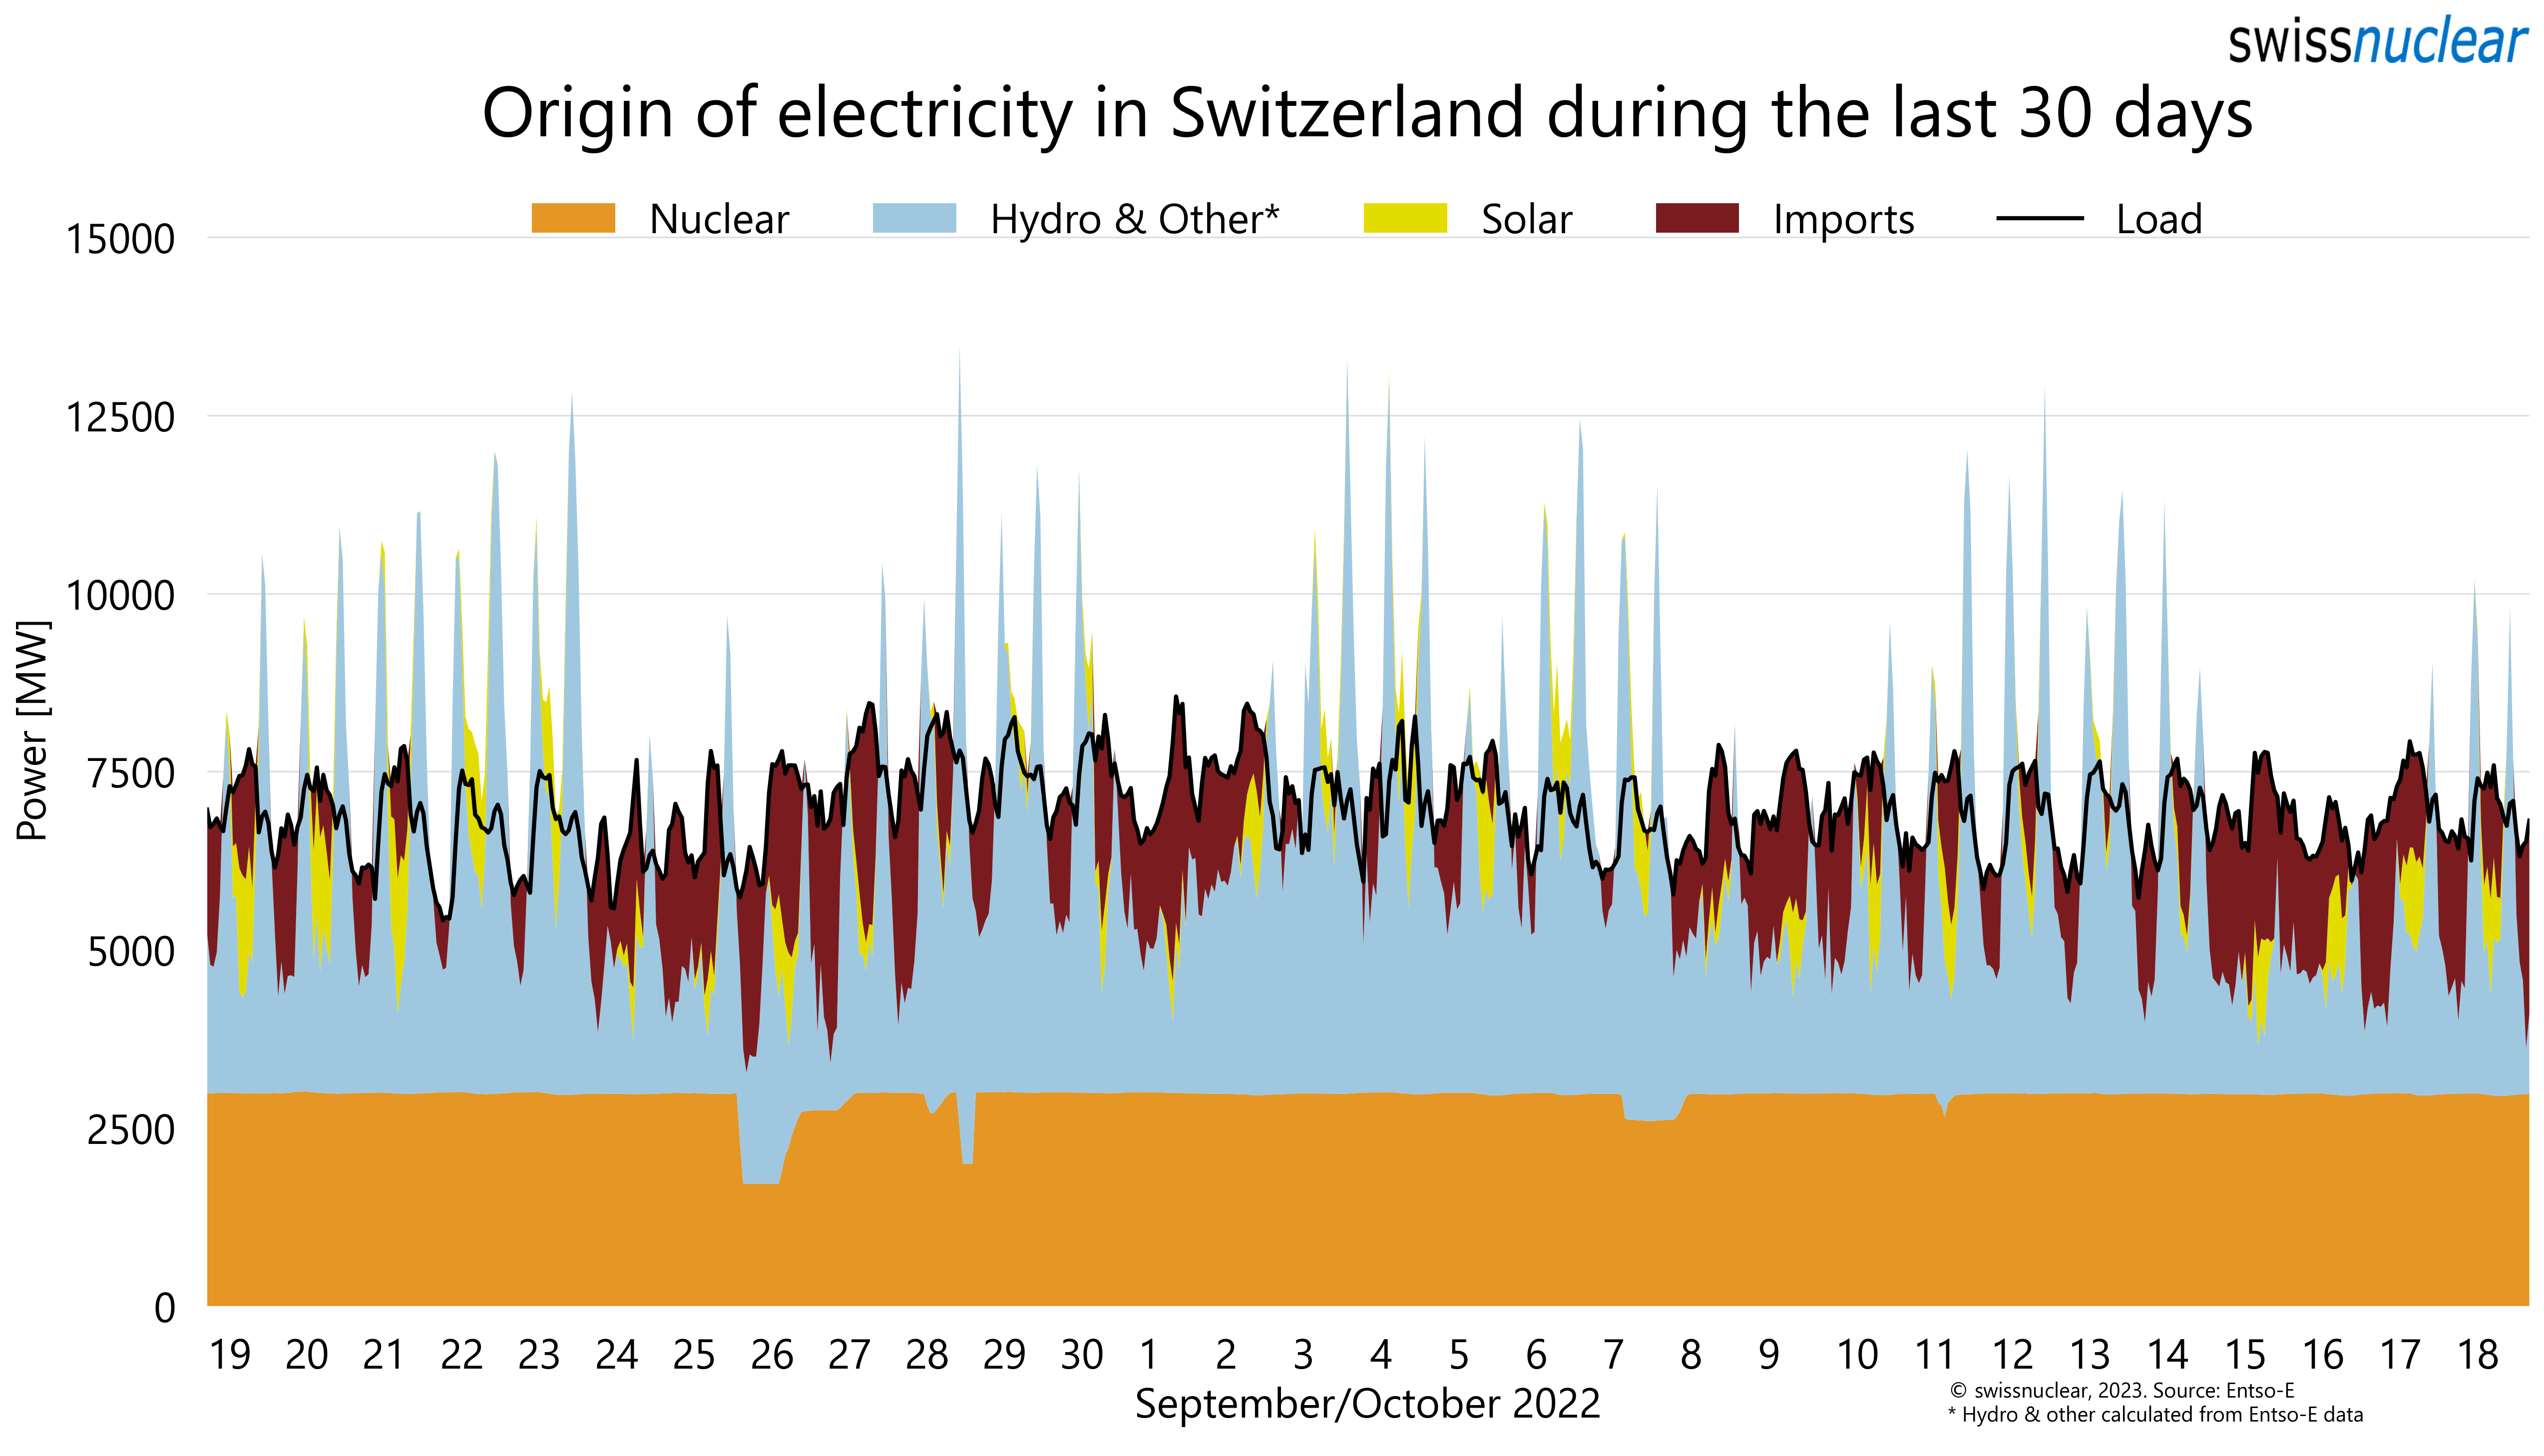 swissnuclear
Origin of electricity in Switzerland during the last 30 days
Nuclear Hydro & Other* Solar Imports Load
15000
12500
10000
7500
5000
2500
0
Power [MW]
19 20 21 22 23 24 25 26 27 28 29 30 1 2 3 4 5 6 7 8 9 10 11 12 13 14 15 16 17 18
September/October 2022
© swissnuclear, 2023. Source: Entso-E
* Hydro & other calculated from Entso-E data